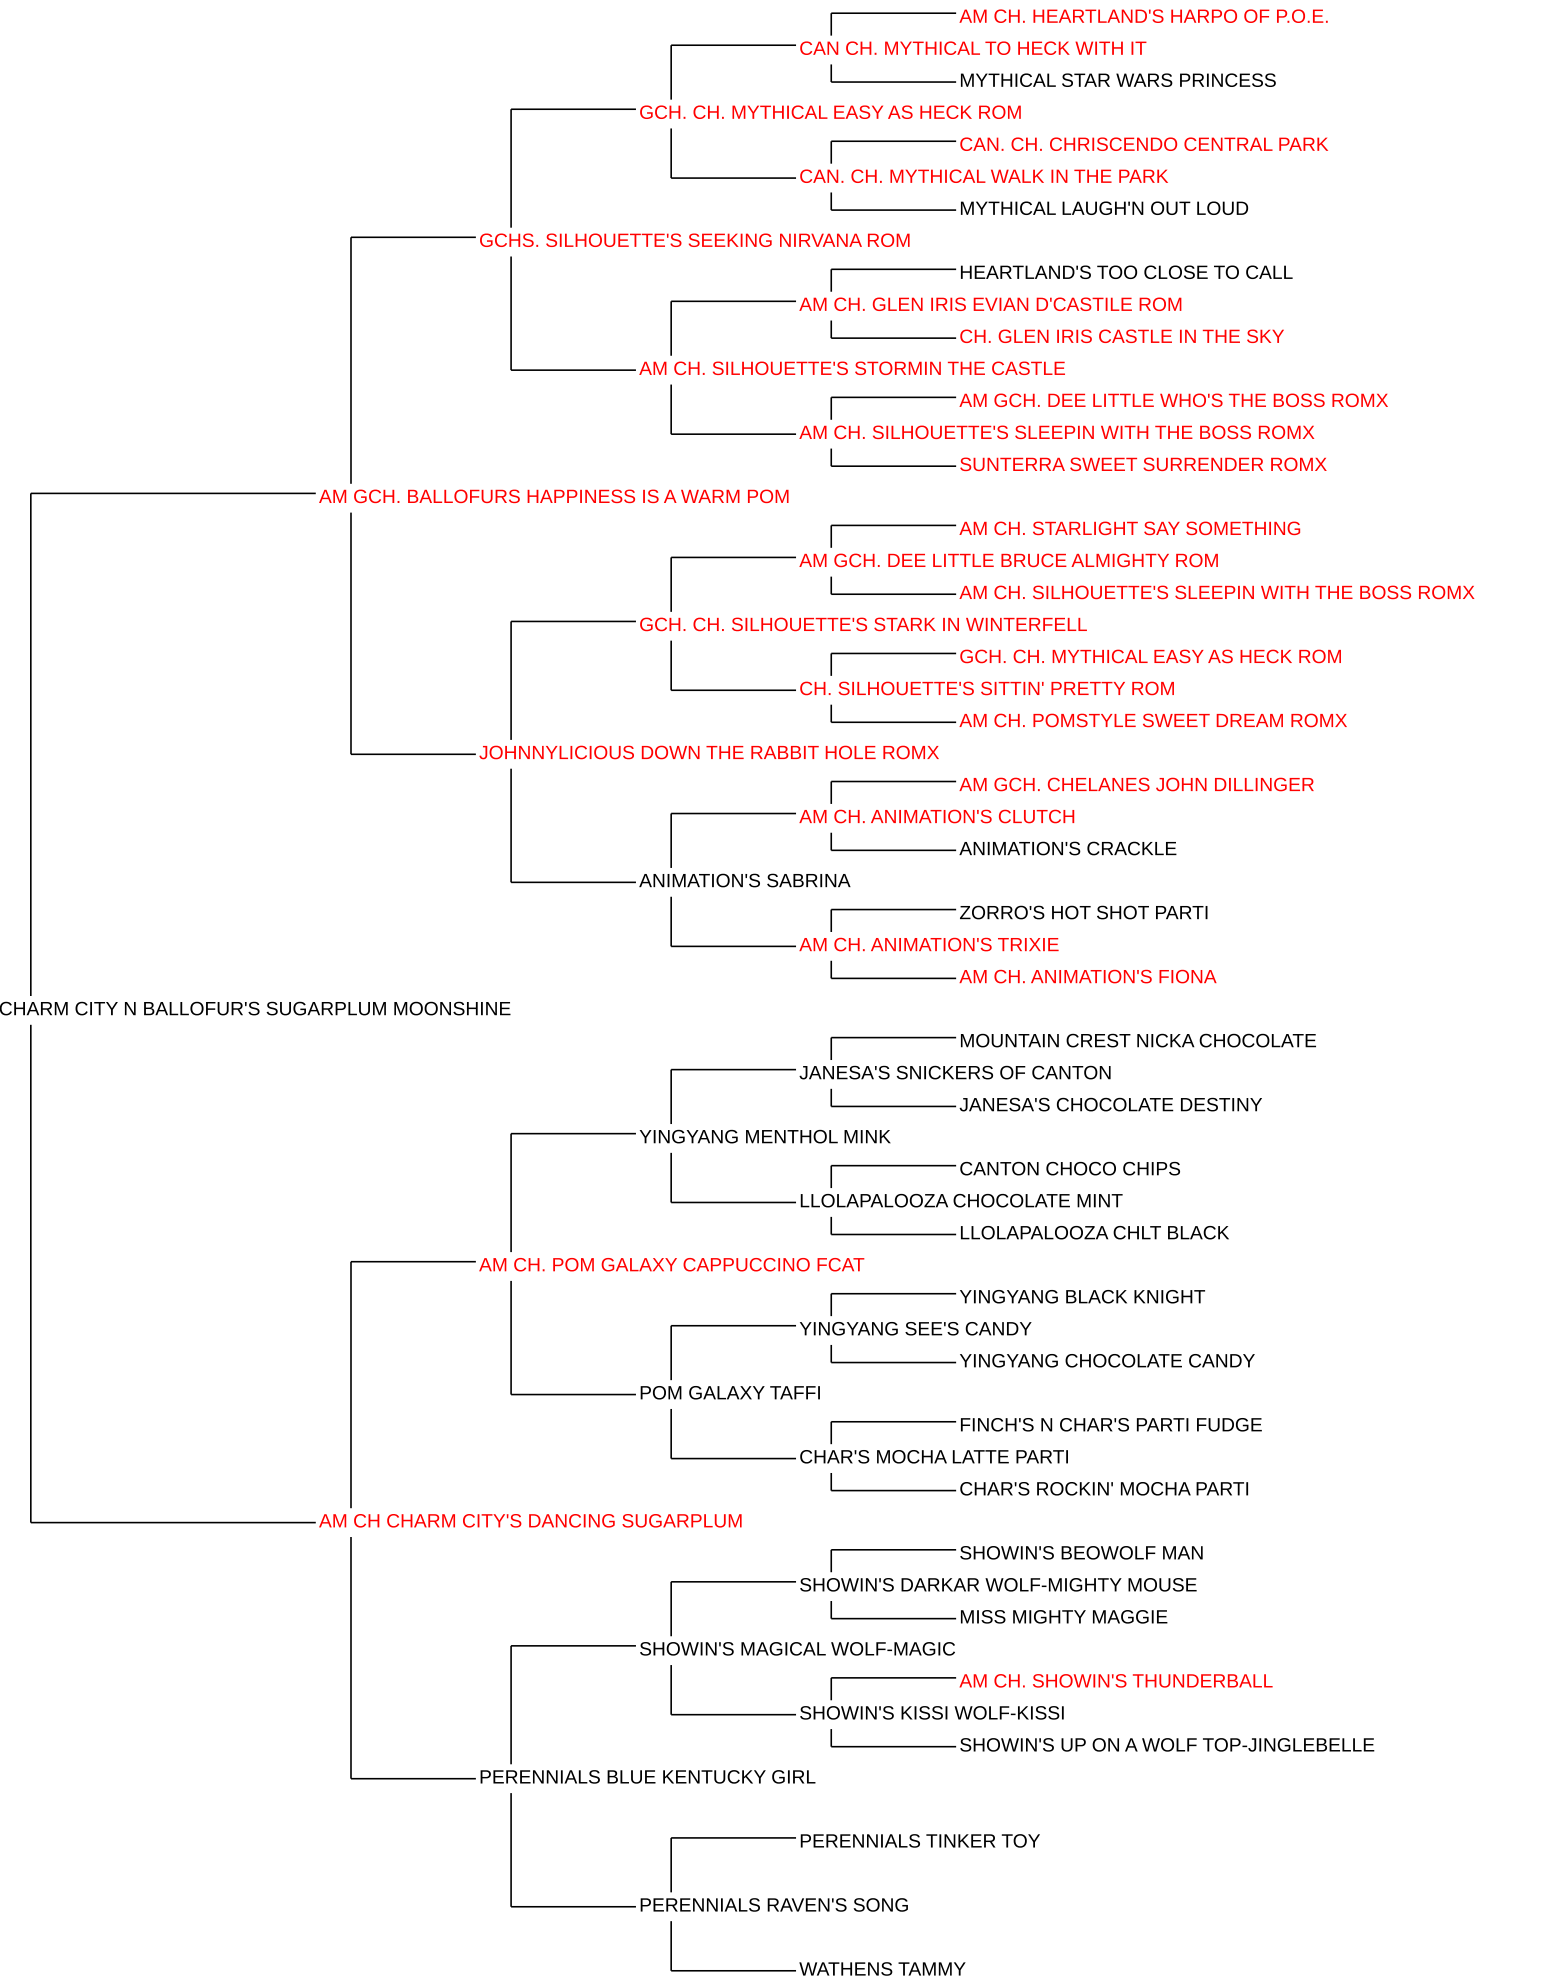 AM CH. HEARTLAND'S HARPO OF P.O.E.
CAN CH. MYTHICAL TO HECK WITH IT
MYTHICAL STAR WARS PRINCESS
GCH. CH. MYTHICAL EASY AS HECK ROM
CAN. CH. CHRISCENDO CENTRAL PARK
CAN. CH. MYTHICAL WALK IN THE PARK
MYTHICAL LAUGH'N OUT LOUD
GCHS. SILHOUETTE'S SEEKING NIRVANA ROM
HEARTLAND'S TOO CLOSE TO CALL
AM CH. GLEN IRIS EVIAN D'CASTILE ROM
CH. GLEN IRIS CASTLE IN THE SKY
AM CH. SILHOUETTE'S STORMIN THE CASTLE
AM GCH. DEE LITTLE WHO'S THE BOSS ROMX
AM CH. SILHOUETTE'S SLEEPIN WITH THE BOSS ROMX
SUNTERRA SWEET SURRENDER ROMX
AM GCH. BALLOFURS HAPPINESS IS A WARM POM
AM CH. STARLIGHT SAY SOMETHING
AM GCH. DEE LITTLE BRUCE ALMIGHTY ROM
AM CH. SILHOUETTE'S SLEEPIN WITH THE BOSS ROMX
GCH. CH. SILHOUETTE'S STARK IN WINTERFELL
GCH. CH. MYTHICAL EASY AS HECK ROM
CH. SILHOUETTE'S SITTIN' PRETTY ROM
AM CH. POMSTYLE SWEET DREAM ROMX
JOHNNYLICIOUS DOWN THE RABBIT HOLE ROMX
AM GCH. CHELANES JOHN DILLINGER
AM CH. ANIMATION'S CLUTCH
ANIMATION'S CRACKLE
ANIMATION'S SABRINA
ZORRO'S HOT SHOT PARTI
AM CH. ANIMATION'S TRIXIE
AM CH. ANIMATION'S FIONA
CHARM CITY N BALLOFUR'S SUGARPLUM MOONSHINE
MOUNTAIN CREST NICKA CHOCOLATE
JANESA'S SNICKERS OF CANTON
JANESA'S CHOCOLATE DESTINY
YINGYANG MENTHOL MINK
CANTON CHOCO CHIPS
LLOLAPALOOZA CHOCOLATE MINT
LLOLAPALOOZA CHLT BLACK
AM CH. POM GALAXY CAPPUCCINO FCAT
YINGYANG BLACK KNIGHT
YINGYANG SEE'S CANDY
YINGYANG CHOCOLATE CANDY
POM GALAXY TAFFI
FINCH'S N CHAR'S PARTI FUDGE
CHAR'S MOCHA LATTE PARTI
CHAR'S ROCKIN' MOCHA PARTI
AM CH CHARM CITY'S DANCING SUGARPLUM
SHOWIN'S BEOWOLF MAN
SHOWIN'S DARKAR WOLF-MIGHTY MOUSE
MISS MIGHTY MAGGIE
SHOWIN'S MAGICAL WOLF-MAGIC
AM CH. SHOWIN'S THUNDERBALL
SHOWIN'S KISSI WOLF-KISSI
SHOWIN'S UP ON A WOLF TOP-JINGLEBELLE
PERENNIALS BLUE KENTUCKY GIRL
PERENNIALS TINKER TOY
PERENNIALS RAVEN'S SONG
WATHENS TAMMY